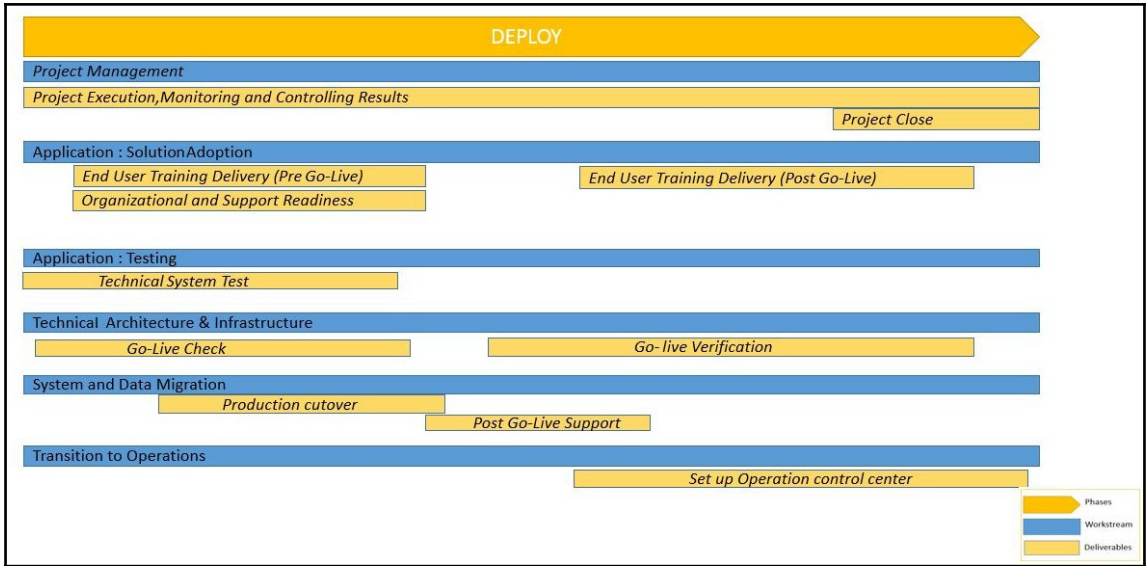 DEPLOY
Project Management
Project Execution,Monitoring and Controlling Results
Project Close
Application : SolutionAdoption
End User Training Delivery (Pre Go-Live)
End User Training Delivery (Post Go-Live)
Organizational and Support Readiness
Application : Testing
Technical System Test
Technical Architecture & Infrastructure
Go-Live Check
Go- live Verification
System and Data Migration
Production cutover
Post Go-Live Support
Transition to Operations
Set up Operation control center
Phases
Workstream
Deliverables